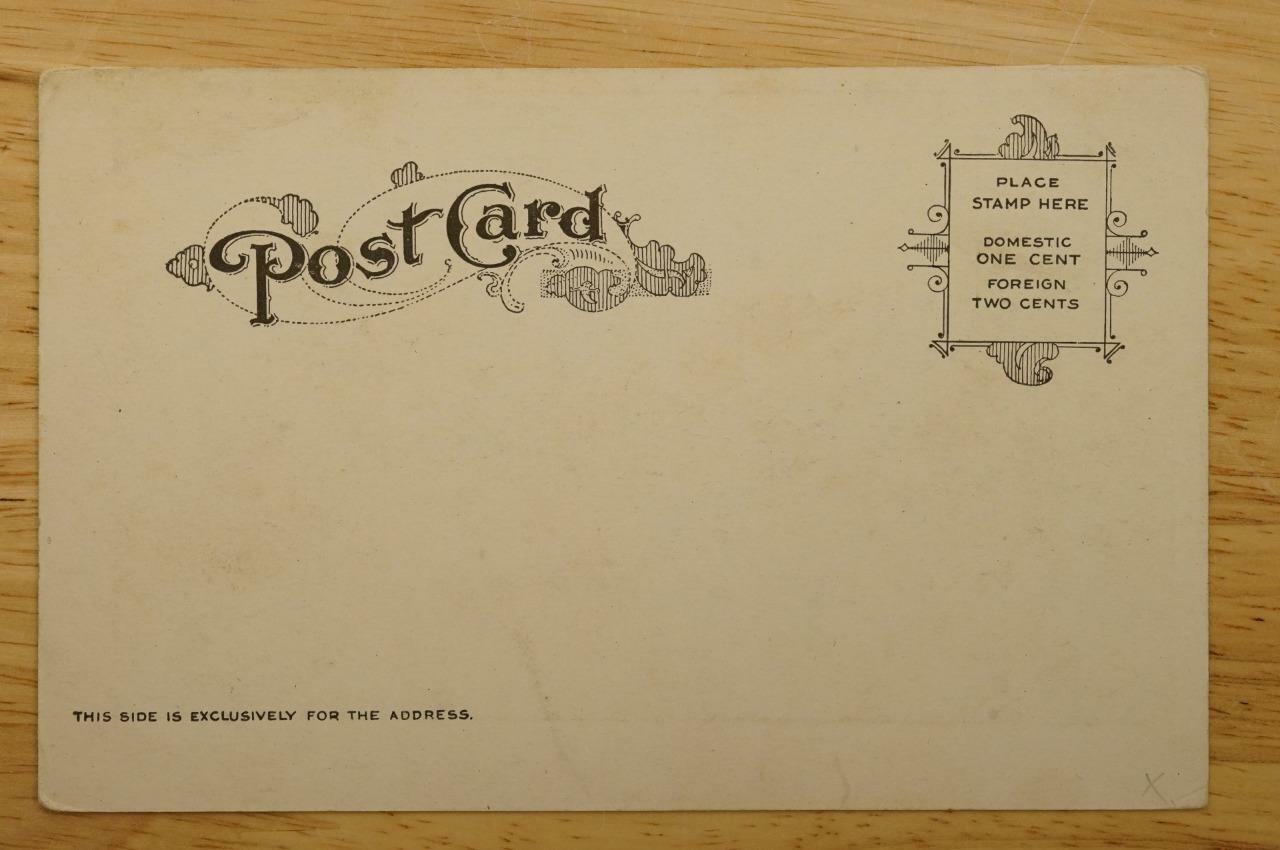 Post Card
PLACE
STAMP HERE
DOMESTIC
ONE CENT
FOREIGN
TWO CENTS
THIS SIDE IS EXCLUSIVELY FOR THE ADDRESS.
X